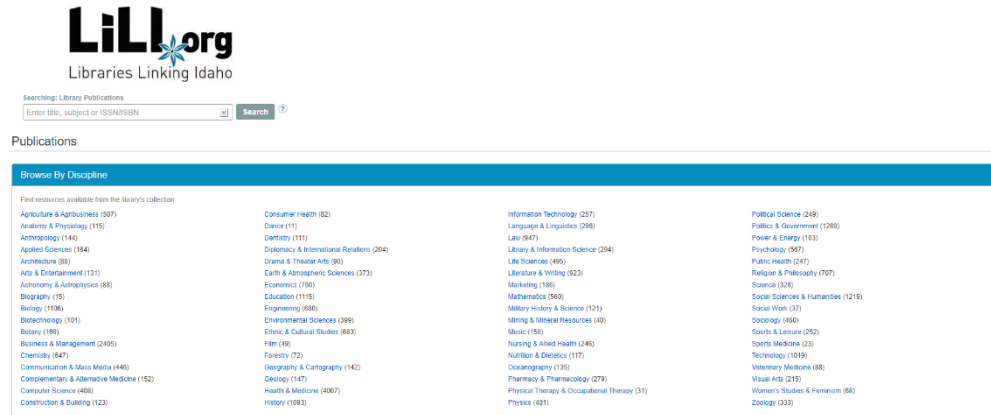 LiLI.org
Libraries Linking Idaho
Searching: Library Publications
Enter title, subject or ISSN/ISBN
Search
Publications
Browse By Discipline
Find resources available from the library's collection
Agriculture & Agribusiness (507)
Anatomy & Physiology (115)
Anthropology (144)
Applied Sciences (164)
Architecture (88)
Arts & Entertainment (131)
Astronomy & Astrophysics (88)
Biography (15)
Biology (1106)
Biotechnology (101)
Botany (169)
Business & Management (2405)
Chemistry (647)
Communication & Mass Media (446)
Complementary & Alternative Medicine (152)
Computer Science (406)
Construction & Building (123)
Consumer Health (82)
Dance (11)
Dentistry (111)
Diplomacy & International Relations (204)
Drama & Theater Arts (90)
Earth & Atmospheric Sciences (373)
Economics (760)
Education (1115)
Engineering (680)
Environmental Sciences (399)
Ethnic & Cultural Studies (683)
Film (49)
Forestry (72)
Geography & Cartography (142)
Geology (147)
Health & Medicine (4007)
History (1093)
Information Technology (257)
Language & Linguistics (298)
Law (947)
Library & Information Science (294)
Life Sciences (495)
Literature & Writing (923)
Marketing (186)
Mathematics (560)
Military History & Science (121)
Mining & Mineral Resources (40)
Music (159)
Nursing & Allied Health (246)
Nutrition & Dietetics (117)
Oceanography (135)
Pharmacy & Pharmacology (279)
Physical Therapy & Occupational Therapy (31)
Physics (401)
Political Science (249)
Politics & Government (1280)
Power & Energy (183)
Psychology (567)
Public Health (247)
Religion & Philosophy (707)
Science (328)
Social Sciences & Humanities (1219)
Social Work (37)
Sociology (460)
Sports & Leisure (252)
Sports Medicine (23)
Technology (1019)
Veterinary Medicine (88)
Visual Arts (215)
Women's Studies & Feminism (68)
Zoology (333)